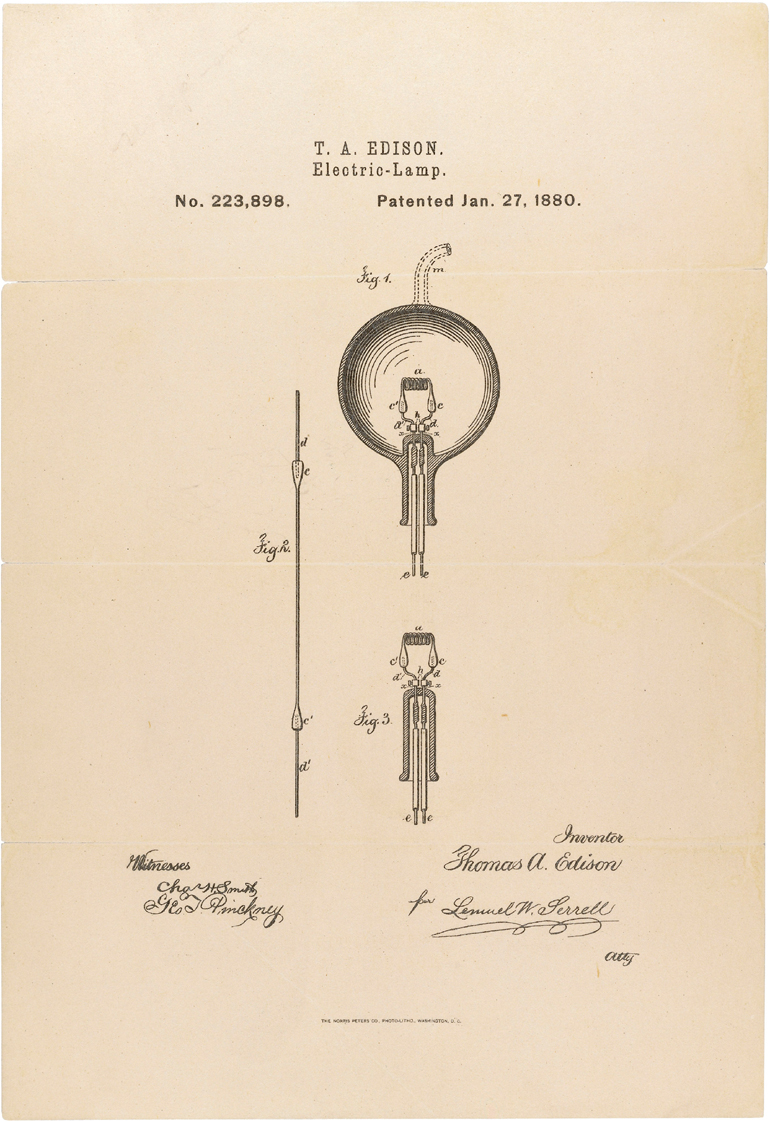 T. A. EDISON.
Electric-Lamp.
No. 223,898. Patented Jan. 27, 1880.
Fig. 1.
m.
a.
c' c
h
d' d.
x x
e e
Fig. 2.
d
c
c'
d'
Fig. 3.
a
c' c
h
d' d
x x
e e
Witnesses
Chas. H. Smith
Geo. T. Pinckney
Inventor
Thomas A. Edison
for Lemuel W. Serrell
Atty
THE NORRIS PETERS CO., PHOTO-LITHO., WASHINGTON, D. C.